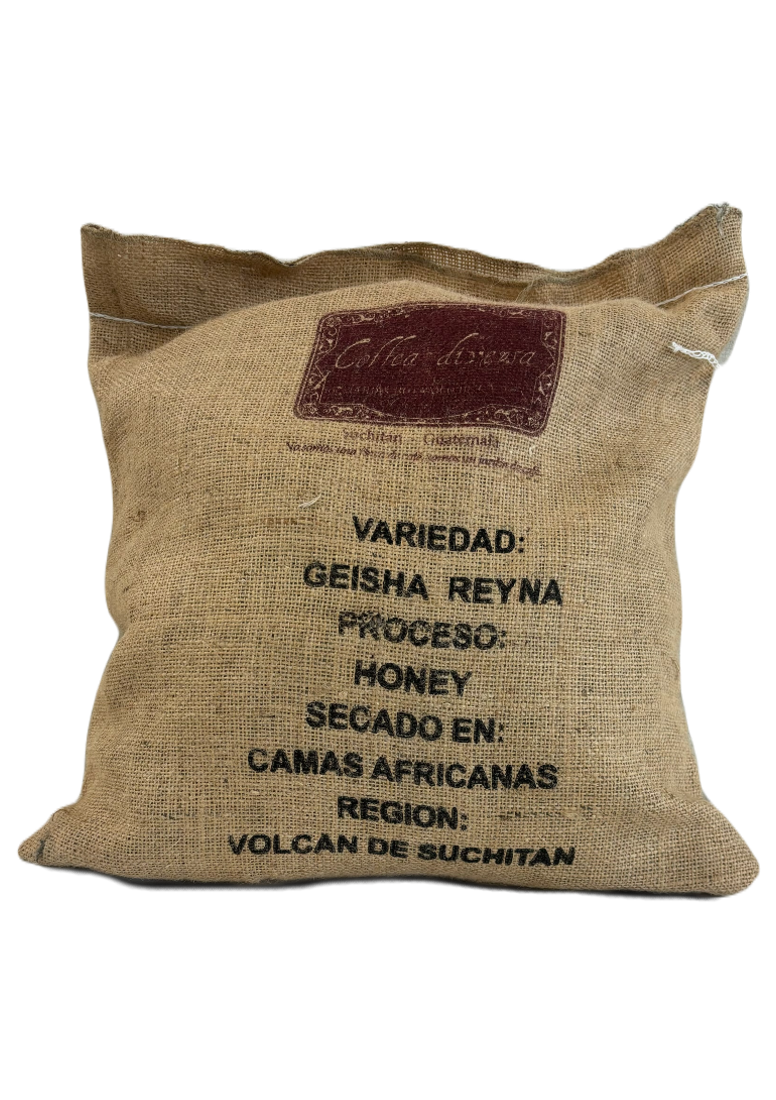 Coffea diversa
Suchitan Guatemala
VARIEDAD:
GEISHA REYNA
PROCESO:
HONEY
SECADO EN:
CAMAS AFRICANAS
REGION:
VOLCAN DE SUCHITAN